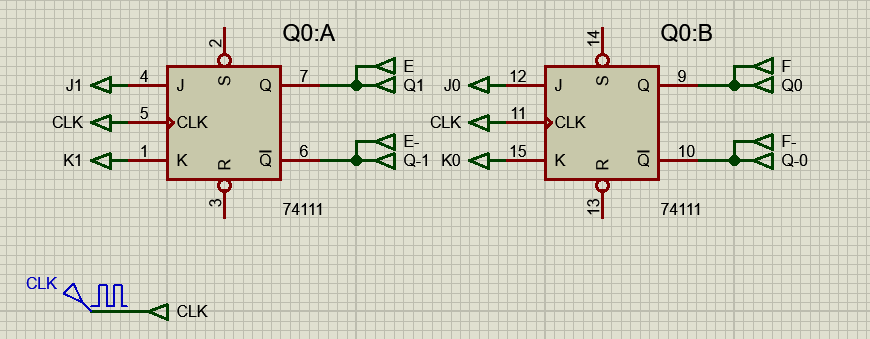 Q0:A
Q0:B
2
14
J1
4
J
S
Q
7
E
Q1
J0
12
J
S
Q
9
F
Q0
CLK
5
CLK
CLK
11
CLK
K1
1
K
R
Q
6
E-
Q-1
K0
15
K
R
Q
10
F-
Q-0
3
74111
13
74111
CLK
CLK